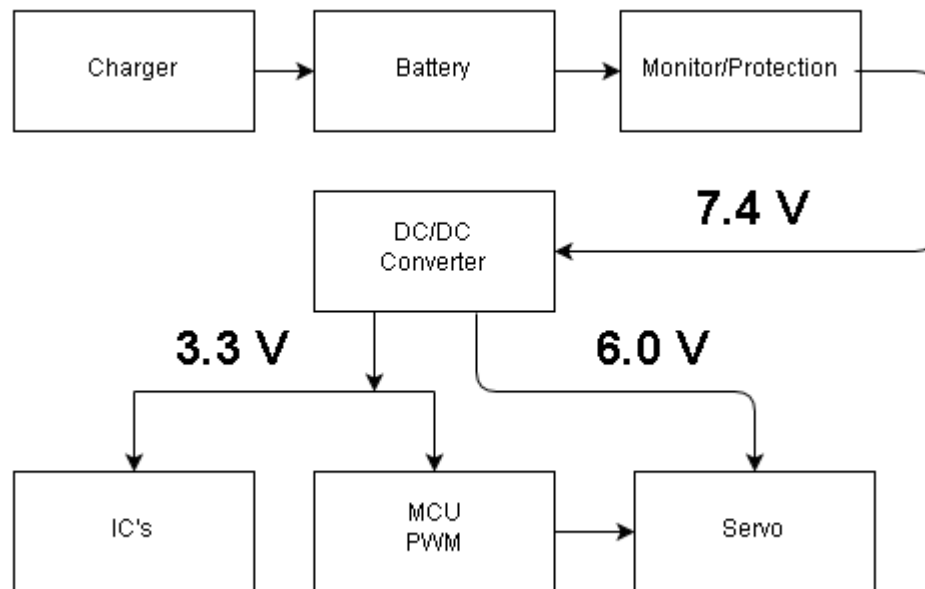 Charger
Battery
Monitor/Protection
7.4 V
DC/DC
Converter
3.3 V
6.0 V
IC's
MCU
PWM
Servo